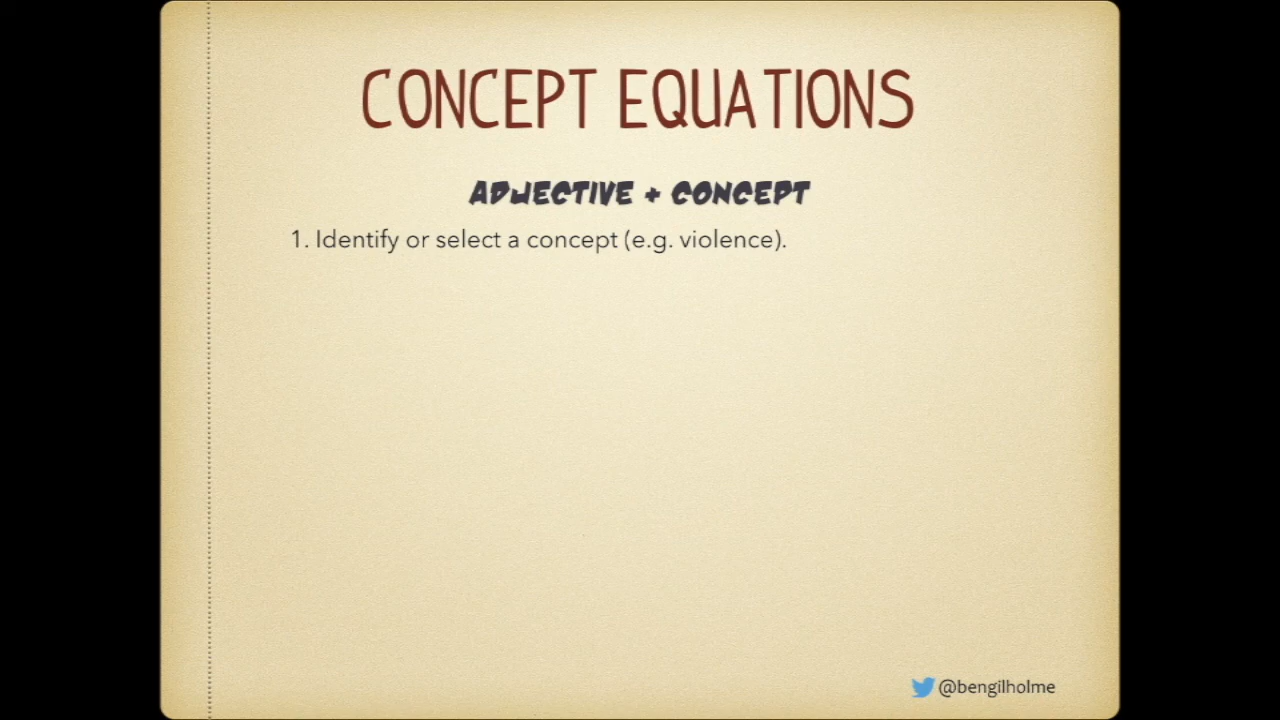 CONCEPT EQUATIONS
ADJECTIVE + CONCEPT
1. Identify or select a concept (e.g. violence).
@bengilholme